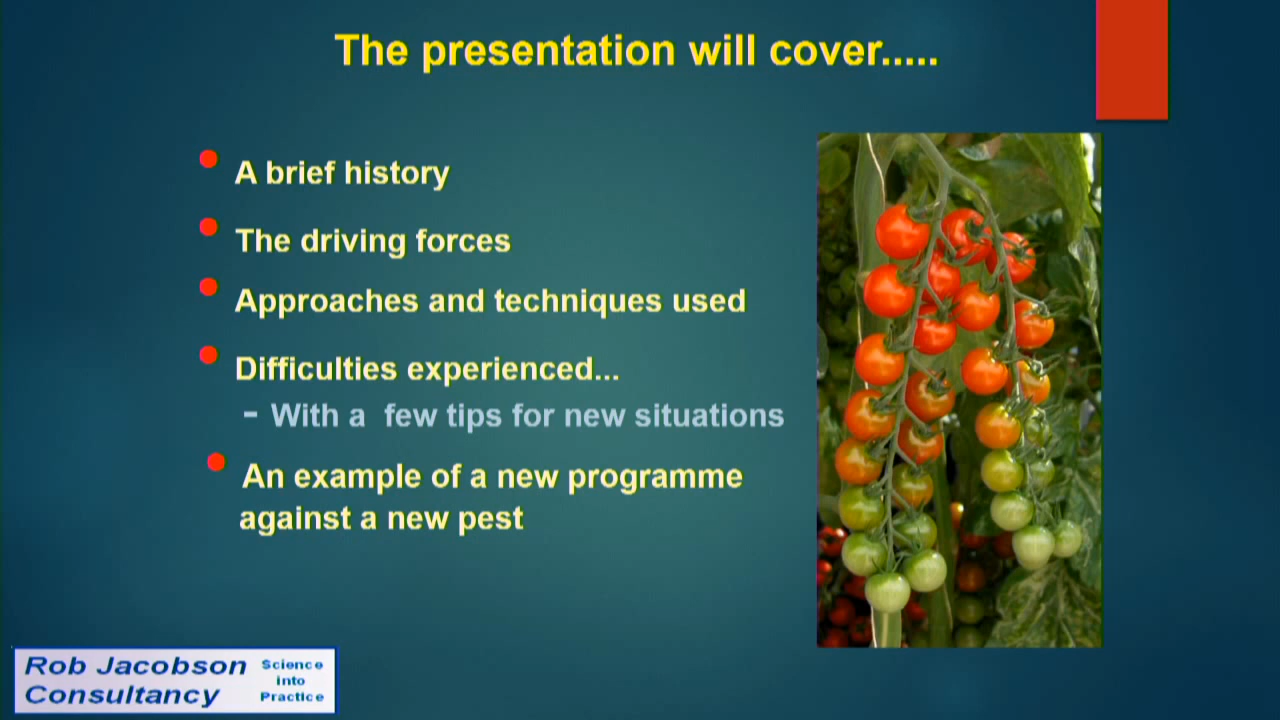 The presentation will cover.....
A brief history
The driving forces
Approaches and techniques used
Difficulties experienced...
- With a few tips for new situations
An example of a new programme
against a new pest
Rob Jacobson
Consultancy
Science
into
Practice